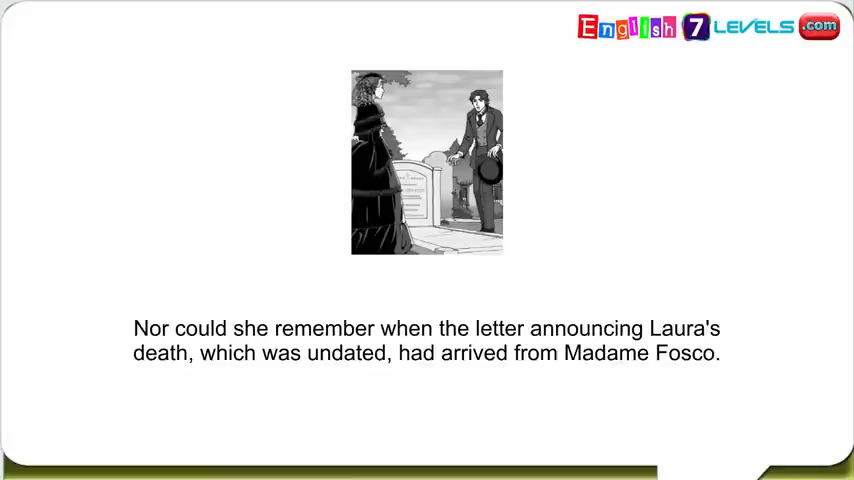 English 7 LEVELS .com
Nor could she remember when the letter announcing Laura's
death, which was undated, had arrived from Madame Fosco.